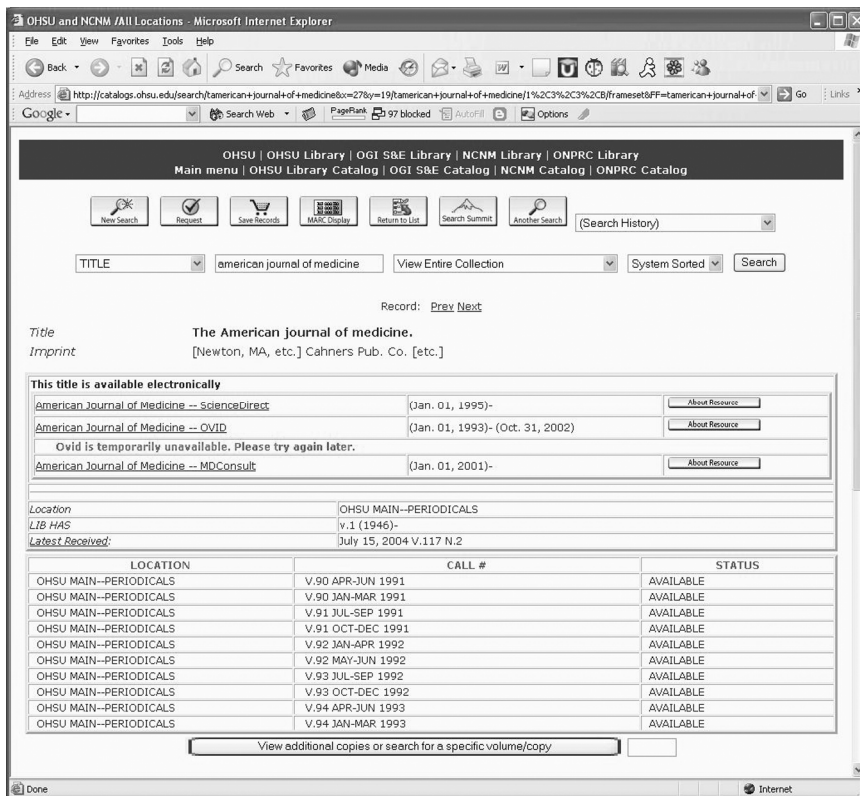 OHSU and NCNM /All Locations - Microsoft Internet Explorer
File Edit View Favorites Tools Help
Back Search Favorites Media
Address http://catalogs.ohsu.edu/search/tamerican+journal+of+medicine&x=27&y=19/tamerican+journal+of+medicine/1%2C3%2C3%2CB/frameset&FF=tamerican+journal+of- Go Links »
Google Search Web PageRank 97 blocked AutoFill Options
OHSU | OHSU Library | OGI S&E Library | NCNM Library | ONPRC Library
Main menu | OHSU Library Catalog | OGI S&E Catalog | NCNM Catalog | ONPRC Catalog
New Search Request Save Records MARC Display Return to List Search Summit Another Search (Search History)
TITLE american journal of medicine View Entire Collection System Sorted Search
Record: Prev Next
Title The American journal of medicine.
Imprint [Newton, MA, etc.] Cahners Pub. Co. [etc.]
This title is available electronically
American Journal of Medicine -- ScienceDirect (Jan. 01, 1995)- About Resource
American Journal of Medicine -- OVID (Jan. 01, 1993)- (Oct. 31, 2002) About Resource
Ovid is temporarily unavailable. Please try again later.
American Journal of Medicine -- MDConsult (Jan. 01, 2001)- About Resource
Location OHSU MAIN--PERIODICALS
LIB HAS v.1 (1946)-
Latest Received: July 15, 2004 V.117 N.2
LOCATION CALL # STATUS
OHSU MAIN--PERIODICALS V.90 APR-JUN 1991 AVAILABLE
OHSU MAIN--PERIODICALS V.90 JAN-MAR 1991 AVAILABLE
OHSU MAIN--PERIODICALS V.91 JUL-SEP 1991 AVAILABLE
OHSU MAIN--PERIODICALS V.91 OCT-DEC 1991 AVAILABLE
OHSU MAIN--PERIODICALS V.92 JAN-APR 1992 AVAILABLE
OHSU MAIN--PERIODICALS V.92 MAY-JUN 1992 AVAILABLE
OHSU MAIN--PERIODICALS V.93 JUL-SEP 1992 AVAILABLE
OHSU MAIN--PERIODICALS V.93 OCT-DEC 1992 AVAILABLE
OHSU MAIN--PERIODICALS V.94 APR-JUN 1993 AVAILABLE
OHSU MAIN--PERIODICALS V.94 JAN-MAR 1993 AVAILABLE
View additional copies or search for a specific volume/copy
Done Internet